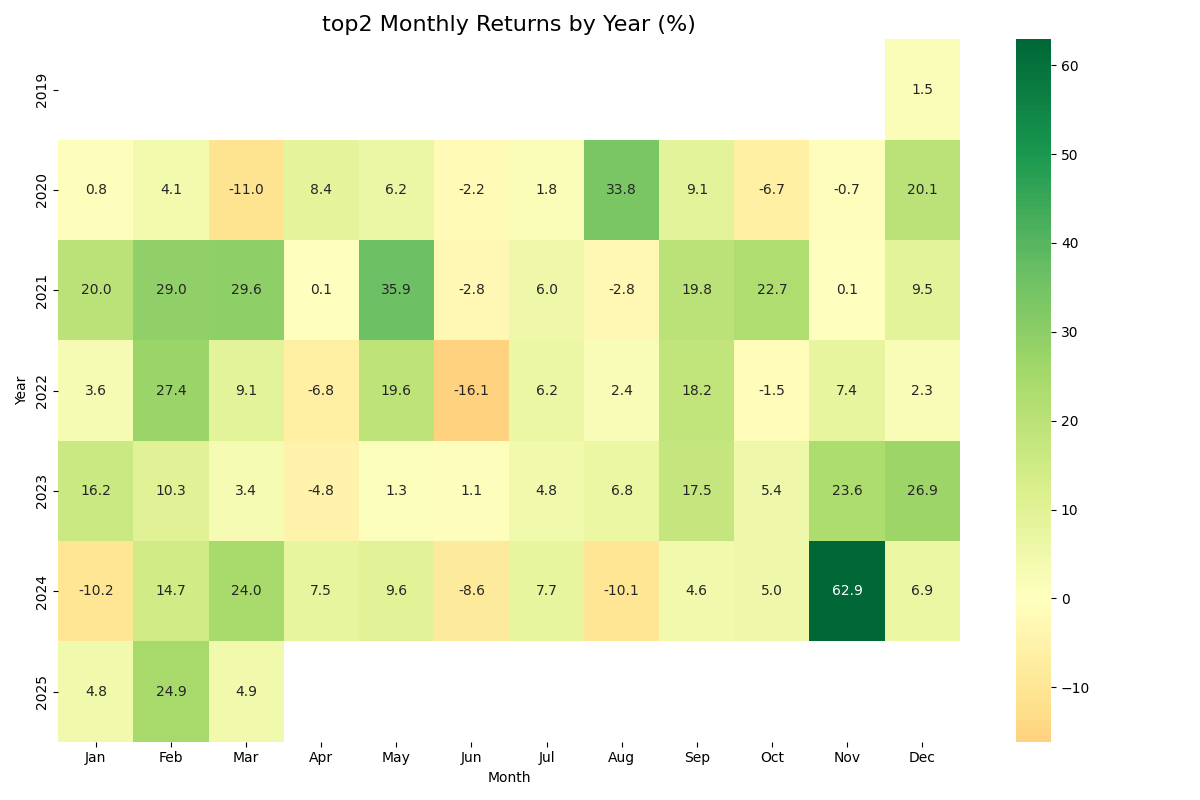 top2 Monthly Returns by Year (%)
2019 1.5
2020 0.8 4.1 -11.0 8.4 6.2 -2.2 1.8 33.8 9.1 -6.7 -0.7 20.1
2021 20.0 29.0 29.6 0.1 35.9 -2.8 6.0 -2.8 19.8 22.7 0.1 9.5
2022 3.6 27.4 9.1 -6.8 19.6 -16.1 6.2 2.4 18.2 -1.5 7.4 2.3
2023 16.2 10.3 3.4 -4.8 1.3 1.1 4.8 6.8 17.5 5.4 23.6 26.9
2024 -10.2 14.7 24.0 7.5 9.6 -8.6 7.7 -10.1 4.6 5.0 62.9 6.9
2025 4.8 24.9 4.9
Year
Jan Feb Mar Apr May Jun Jul Aug Sep Oct Nov Dec
Month
60
50
40
30
20
10
0
−10